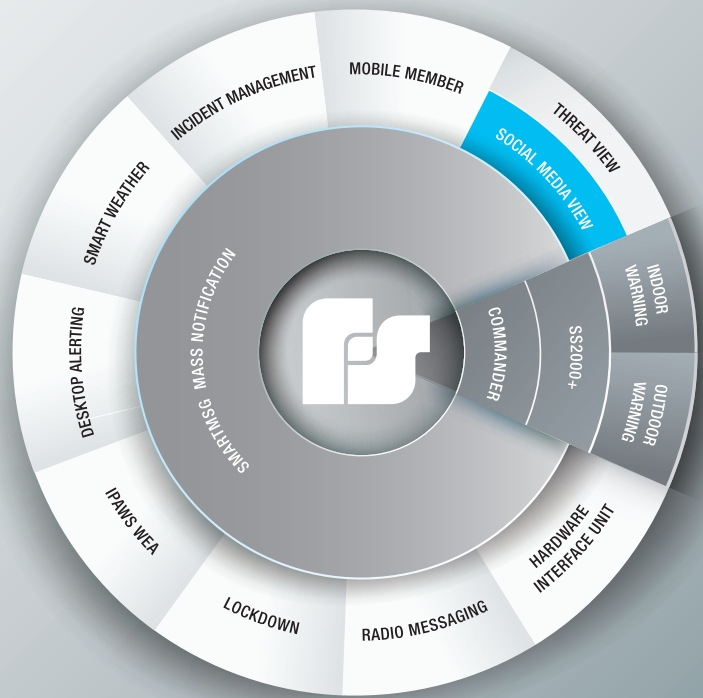 MOBILE MEMBER
THREAT VIEW
SOCIAL MEDIA VIEW
INDOOR
WARNING
OUTDOOR
WARNING
HARDWARE
INTERFACE UNIT
RADIO MESSAGING
LOCKDOWN
IPAWS WEA
DESKTOP ALERTING
SMART WEATHER
INCIDENT MANAGEMENT
SMARTMSG MASS NOTIFICATION
COMMANDER
SS2000+
FS